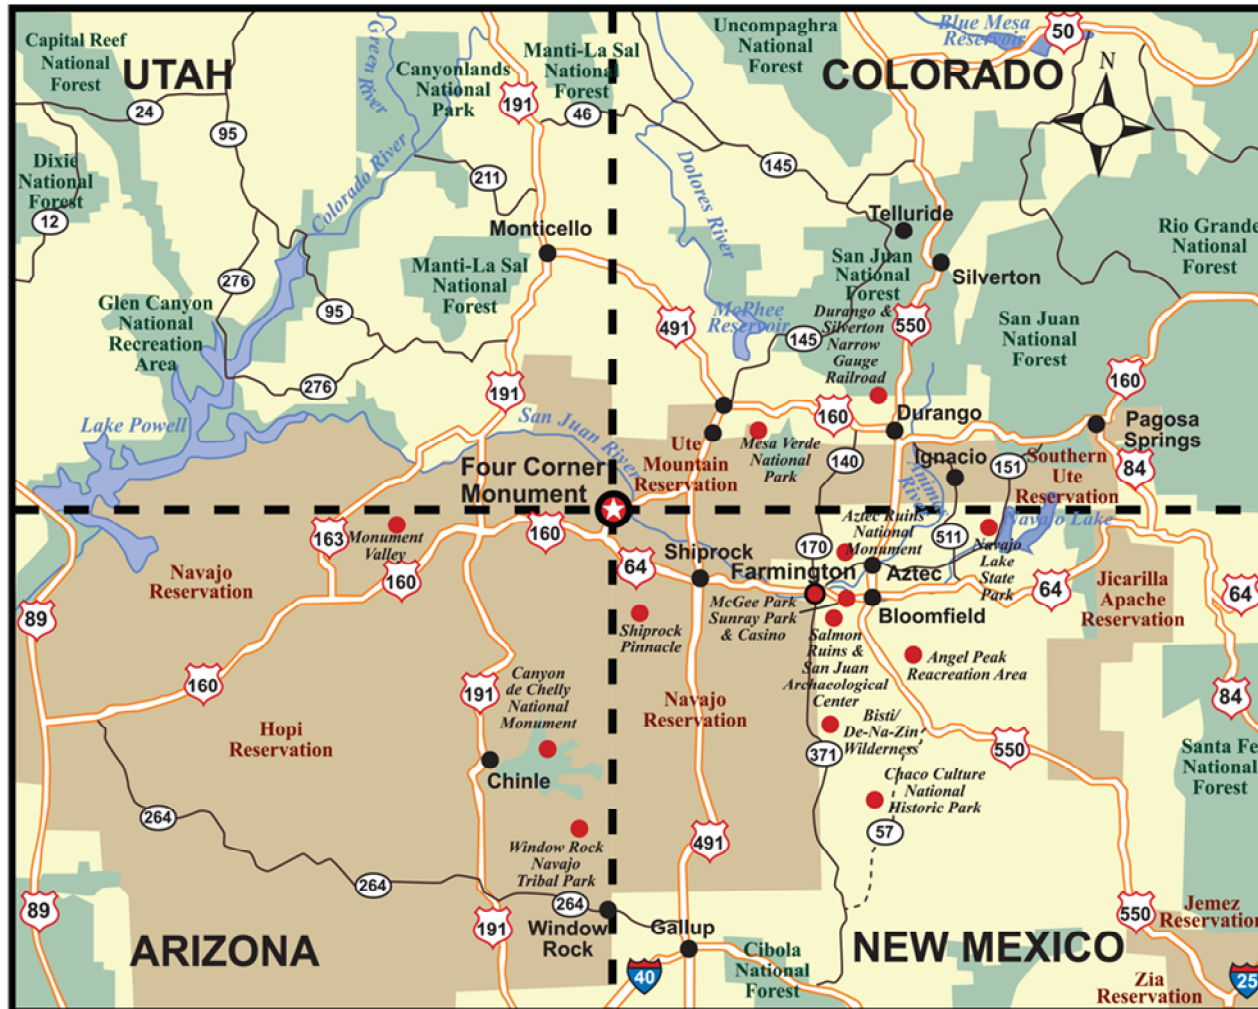 UTAH
COLORADO
ARIZONA
NEW MEXICO
N
Capital Reef
National
Forest
24
95
Dixie
National
Forest
12
276
Green River
Colorado River
Canyonlands
National
Park
191
Manti-La Sal
National
Forest
46
211
Monticello
Manti-La Sal
National
Forest
95
276
Glen Canyon
National
Recreation
Area
Lake Powell
191
San Juan River
Uncompaghra
National
Forest
Blue Mesa
Reservoir
50
145
Dolores River
Telluride
San Juan
National
Forest
Silverton
Rio Grande
National
Forest
San Juan
National
Forest
491
McPhee
Reservoir
145
Durango &
Silverton
Narrow
Gauge
Railroad
550
160
160
Durango
Pagosa
Springs
Ute
Mountain
Reservation
Mesa Verde
National
Park
140
Ignacio
151
Southern
Ute
Reservation
84
Animas
River
Four Corner
Monument
163
Monument
Valley
160
160
Navajo
Reservation
89
160
64
Shiprock
Farmington
170
Aztec Ruins
National
Monument
Aztec
511
Navajo Lake
Navajo
Lake
State
Park
64
64
Jicarilla
Apache
Reservation
Shiprock
Pinnacle
McGee Park
Sunray Park
& Casino
Bloomfield
Salmon
Ruins &
San Juan
Archaeological
Center
Angel Peak
Reacreation Area
84
191
Canyon
de Chelly
National
Monument
Navajo
Reservation
Hopi
Reservation
Bisti/
De-Na-Zin
Wilderness
371
550
Santa Fe
National
Forest
Chinle
Chaco Culture
National
Historic Park
57
264
491
Window Rock
Navajo
Tribal Park
264
264
89
191
Window
Rock
Gallup
40
Cibola
National
Forest
550
Jemez
Reservation
Zia
Reservation
25